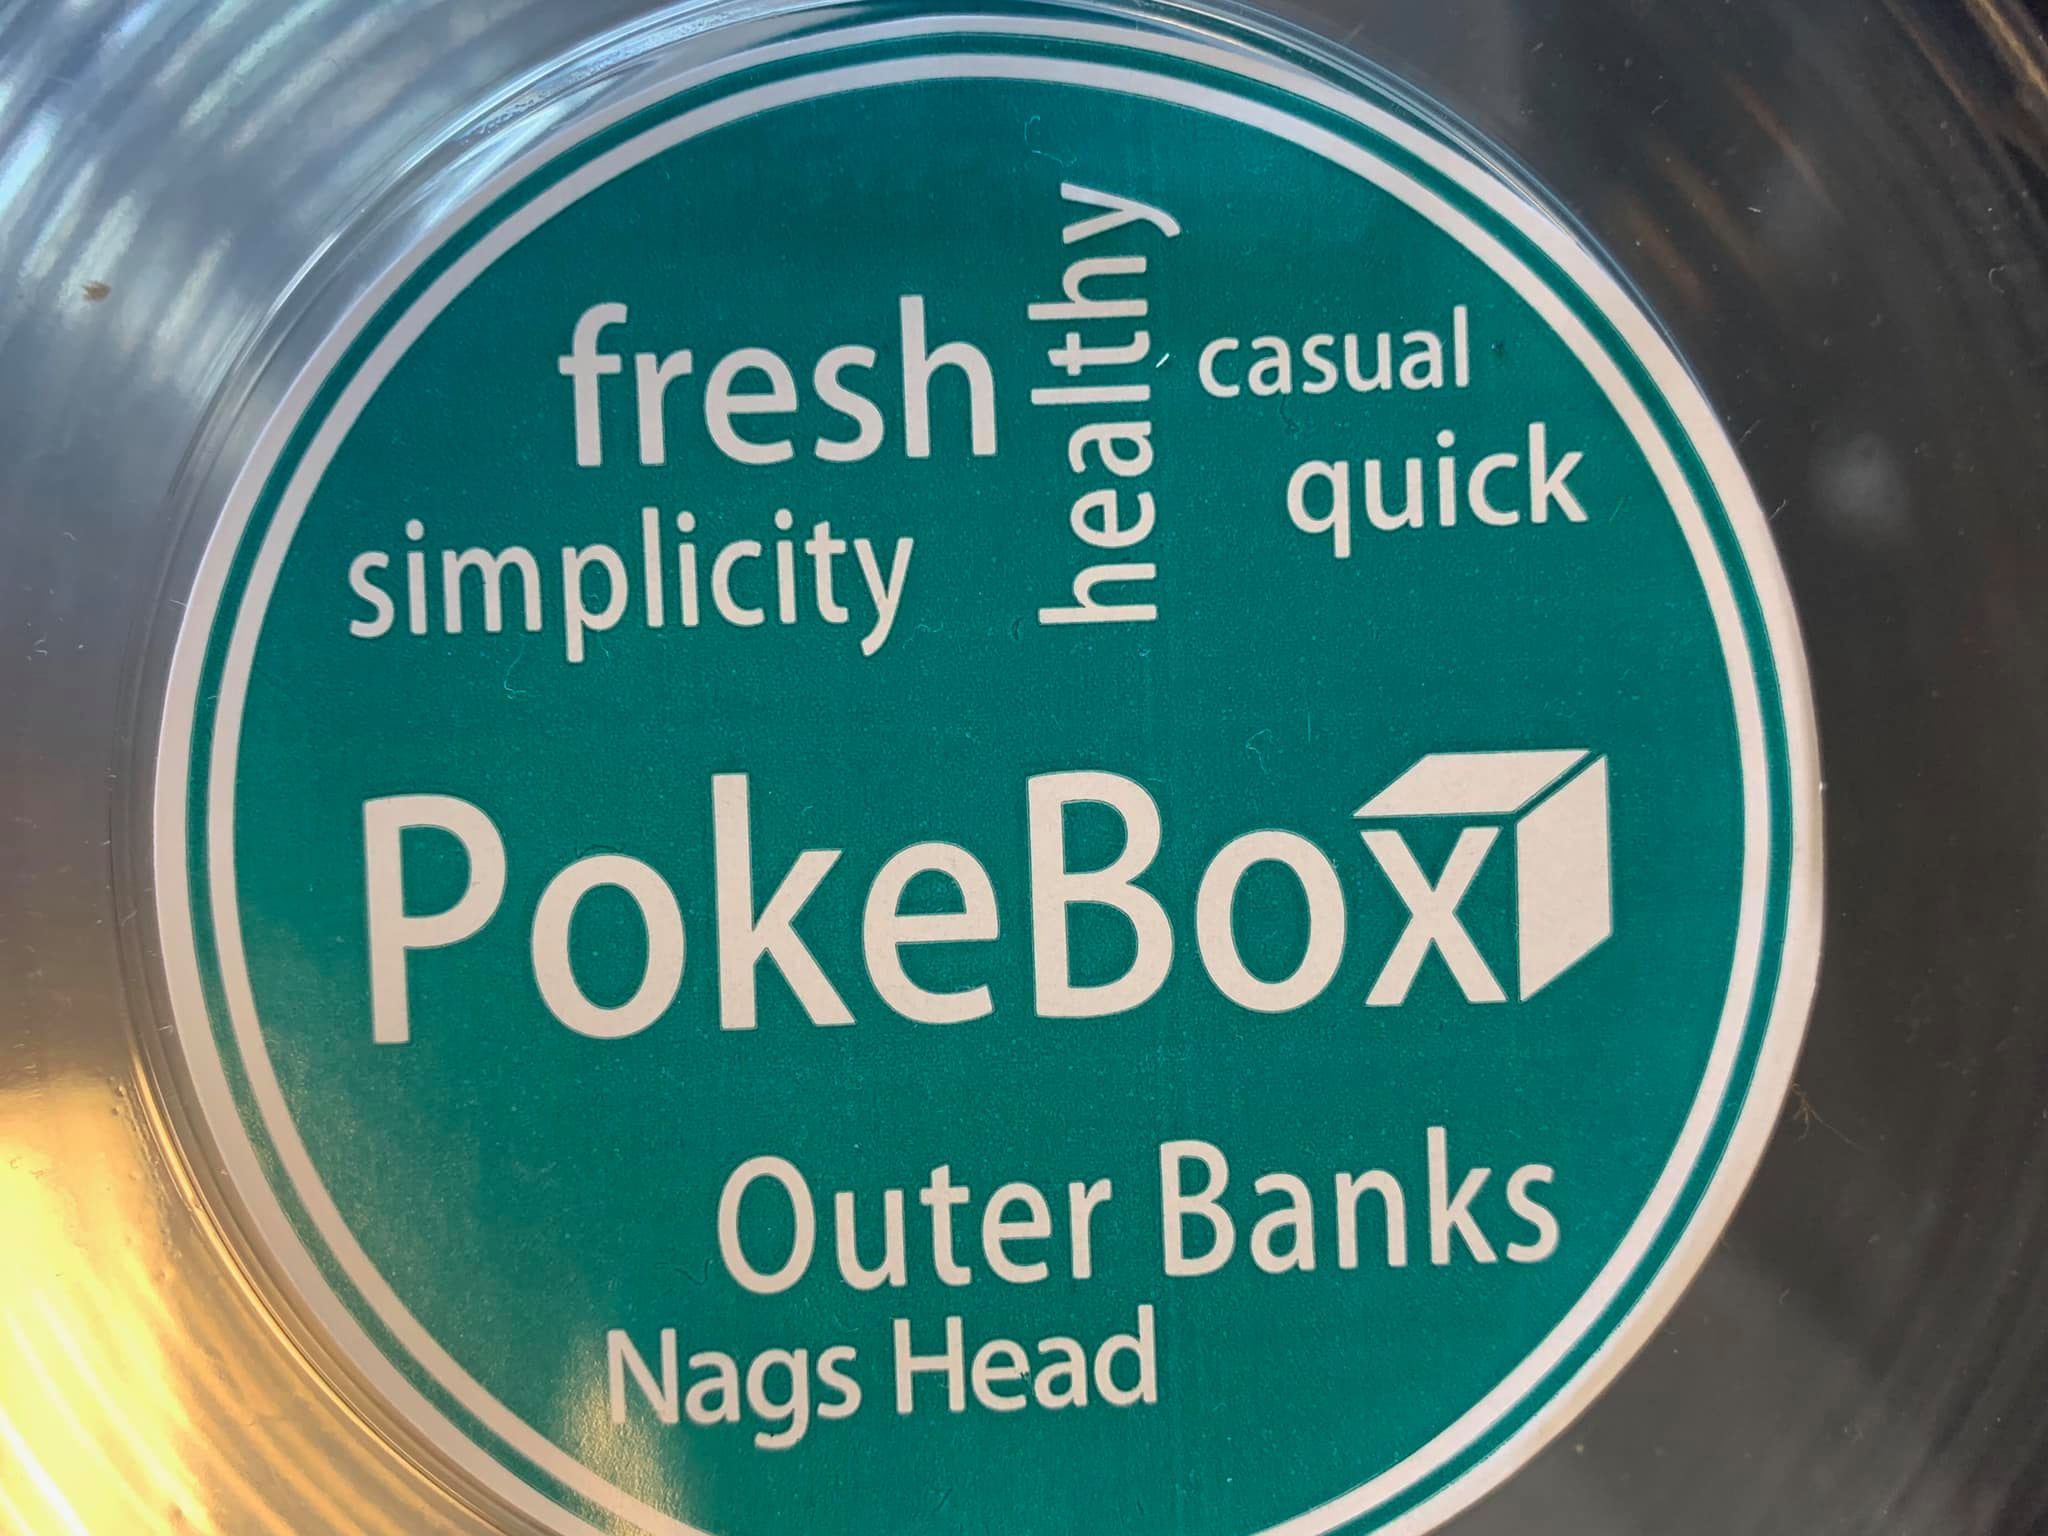 fresh
healthy
casual
quick
simplicity
PokeBox
Outer Banks
Nags Head